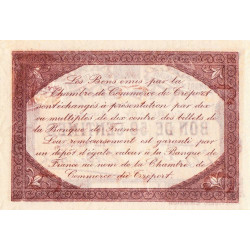 Les Bons émis par la
Chambre de Commerce de Tréport
sont échangés à présentation par dix
ou multiples de dix contre des billets de
la Banque de France.
Leur remboursement est garanti par
un dépôt d'égale valeur à la Banque de
France au nom de la Chambre de
Commerce du Tréport.